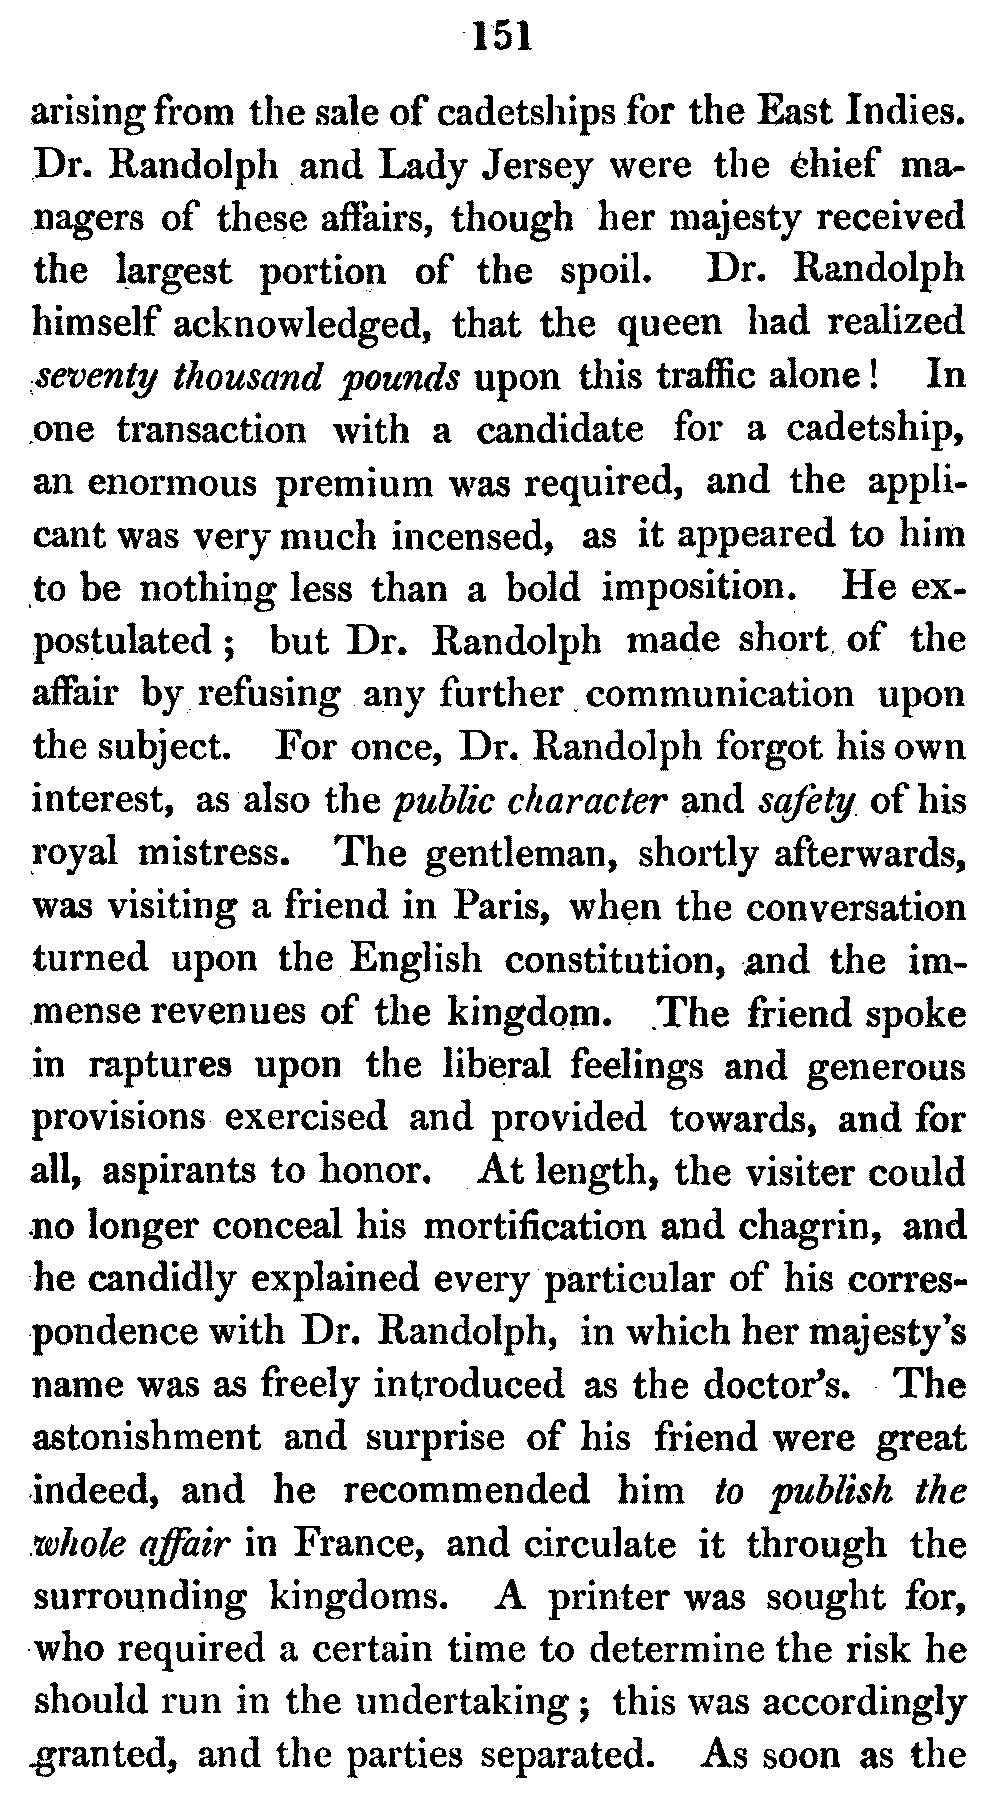 151
arising from the sale of cadetships for the East Indies.
Dr. Randolph and Lady Jersey were the chief ma-
nagers of these affairs, though her majesty received
the largest portion of the spoil. Dr. Randolph
himself acknowledged, that the queen had realized
seventy thousand pounds upon this traffic alone! In
one transaction with a candidate for a cadetship,
an enormous premium was required, and the appli-
cant was very much incensed, as it appeared to him
to be nothing less than a bold imposition. He ex-
postulated; but Dr. Randolph made short of the
affair by refusing any further communication upon
the subject. For once, Dr. Randolph forgot his own
interest, as also the public character and safety of his
royal mistress. The gentleman, shortly afterwards,
was visiting a friend in Paris, when the conversation
turned upon the English constitution, and the im-
mense revenues of the kingdom. The friend spoke
in raptures upon the liberal feelings and generous
provisions exercised and provided towards, and for
all, aspirants to honor. At length, the visiter could
no longer conceal his mortification and chagrin, and
he candidly explained every particular of his corres-
pondence with Dr. Randolph, in which her majesty's
name was as freely introduced as the doctor's. The
astonishment and surprise of his friend were great
indeed, and he recommended him to publish the
whole affair in France, and circulate it through the
surrounding kingdoms. A printer was sought for,
who required a certain time to determine the risk he
should run in the undertaking; this was accordingly
granted, and the parties separated. As soon as the